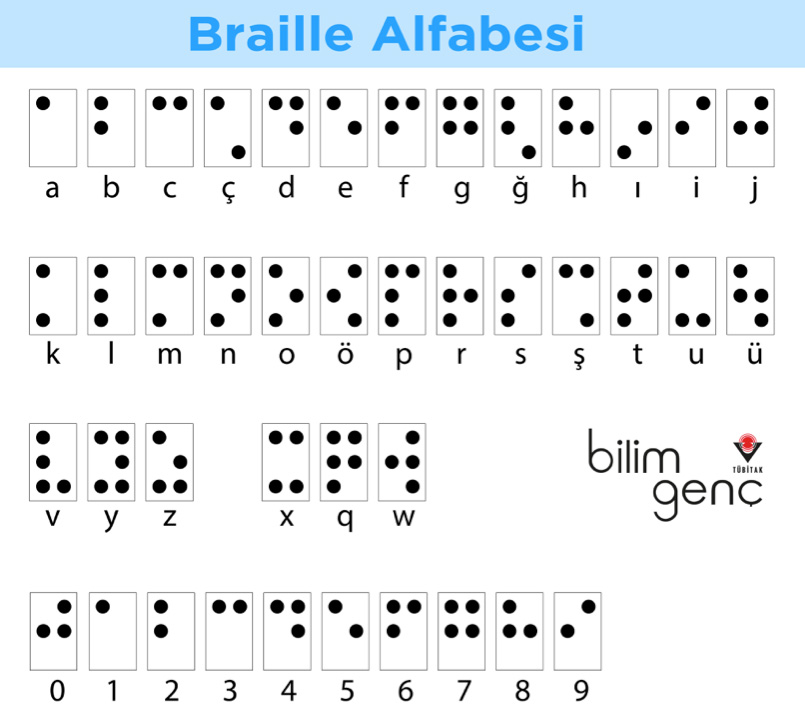 Braille Alfabesi
a b c ç d e f g ğ h ı i j
k l m n o ö p r s ş t u ü
v y z x q w
bilim
genç
TÜBİTAK
0 1 2 3 4 5 6 7 8 9